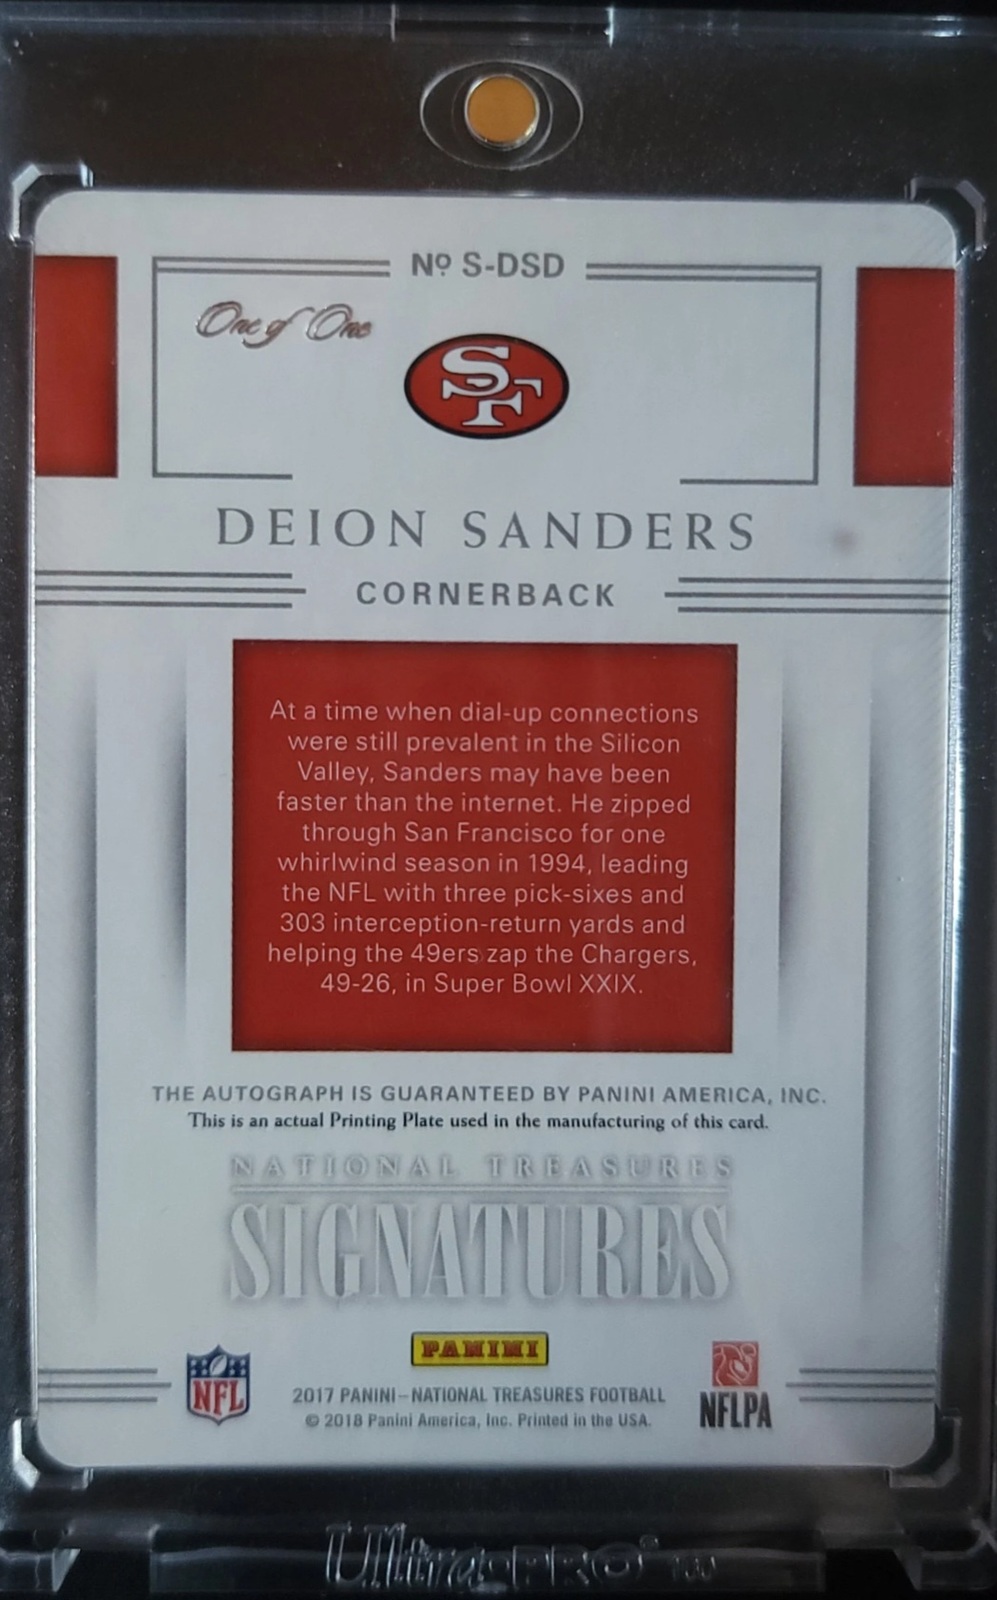 Nº S-DSD
One of One
SF
DEION SANDERS
CORNERBACK
At a time when dial-up connections
were still prevalent in the Silicon
Valley, Sanders may have been
faster than the internet. He zipped
through San Francisco for one
whirlwind season in 1994, leading
the NFL with three pick-sixes and
303 interception-return yards and
helping the 49ers zap the Chargers,
49-26, in Super Bowl XXIX.
THE AUTOGRAPH IS GUARANTEED BY PANINI AMERICA, INC.
This is an actual Printing Plate used in the manufacturing of this card.
NATIONAL TREASURES
SIGNATURES
PANINI
NFL
2017 PANINI – NATIONAL TREASURES FOOTBALL
© 2018 Panini America, Inc. Printed in the USA.
NFLPA
Ultra·PRO